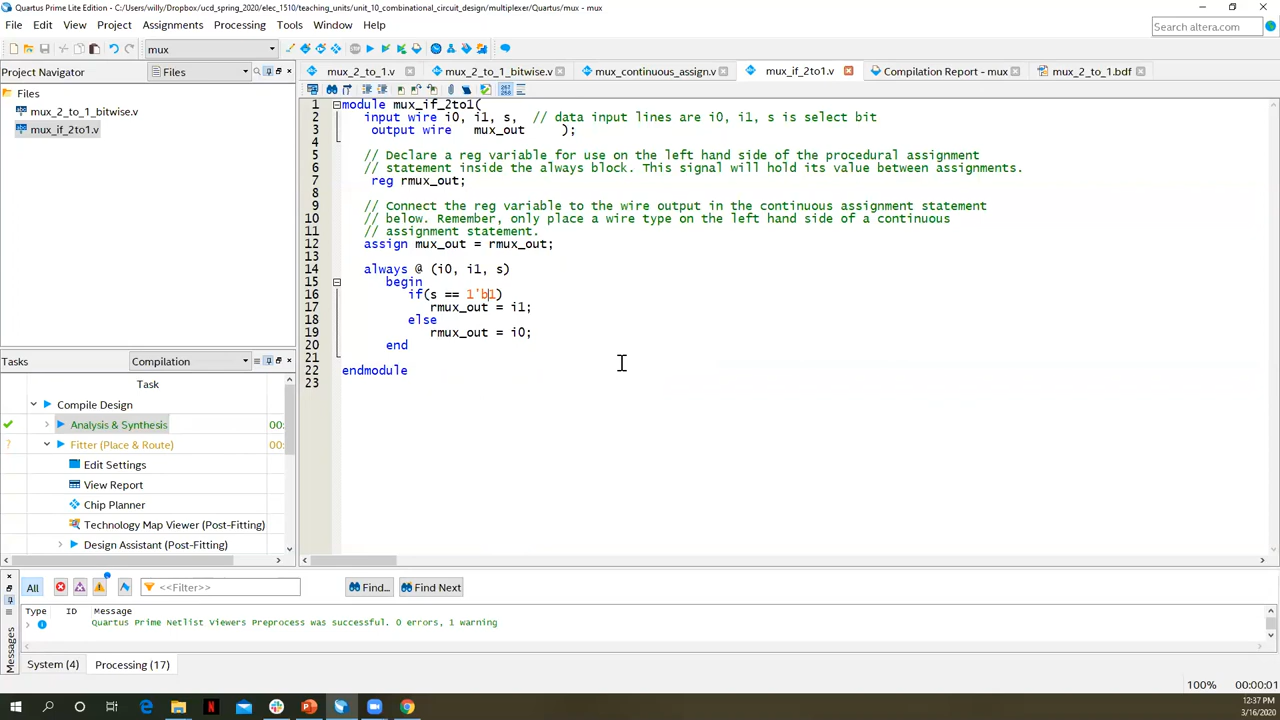 Quartus Prime Lite Edition - C:/Users/willy/Dropbox/ucd_spring_2020/elec_1510/teaching_units/unit_10_combinational_circuit_design/multiplexer/Quartus/mux - mux
File Edit View Project Assignments Processing Tools Window Help
Search altera.com
mux
Project Navigator Files
mux_2_to_1.v mux_2_to_1_bitwise.v mux_continuous_assign.v mux_if_2to1.v Compilation Report - mux mux_2_to_1.bdf
Files
mux_2_to_1_bitwise.v
mux_if_2to1.v
267
268
1 module mux_if_2to1(
2 input wire i0, i1, s, // data input lines are i0, i1, s is select bit
3 output wire mux_out );
4
5 // Declare a reg variable for use on the left hand side of the procedural assignment
6 // statement inside the always block. This signal will hold its value between assignments.
7 reg rmux_out;
8
9 // Connect the reg variable to the wire output in the continuous assignment statement
10 // below. Remember, only place a wire type on the left hand side of a continuous
11 // assignment statement.
12 assign mux_out = rmux_out;
13
14 always @ (i0, i1, s)
15 begin
16 if(s == 1'b1)
17 rmux_out = i1;
18 else
19 rmux_out = i0;
20 end
21
22 endmodule
23
Tasks Compilation
Task
Compile Design
Analysis & Synthesis 00:
Fitter (Place & Route) 00:
Edit Settings
View Report
Chip Planner
Technology Map Viewer (Post-Fitting)
Design Assistant (Post-Fitting)
All <<Filter>> Find... Find Next
Type ID Message
Quartus Prime Netlist Viewers Preprocess was successful. 0 errors, 1 warning
Messages
System (4) Processing (17)
100% 00:00:01
12:37 PM
3/16/2020